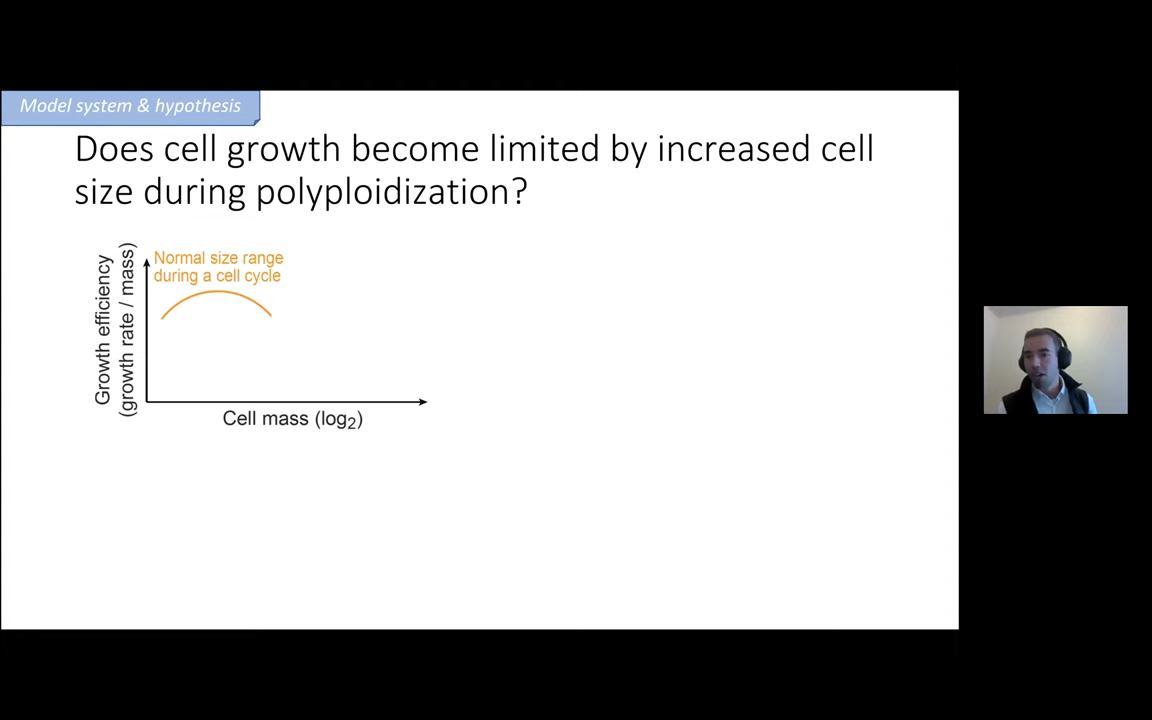 Model system & hypothesis
Does cell growth become limited by increased cell
size during polyploidization?
Growth efficiency
(growth rate / mass)
Normal size range
during a cell cycle
Cell mass (log2)